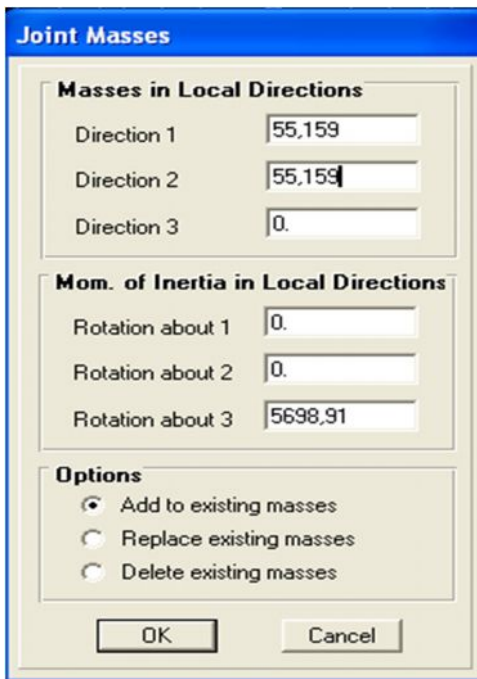 Joint Masses
Masses in Local Directions
Direction 1 55,159
Direction 2 55,159
Direction 3 0.
Mom. of Inertia in Local Directions
Rotation about 1 0.
Rotation about 2 0.
Rotation about 3 5698,91
Options
Add to existing masses
Replace existing masses
Delete existing masses
OK Cancel